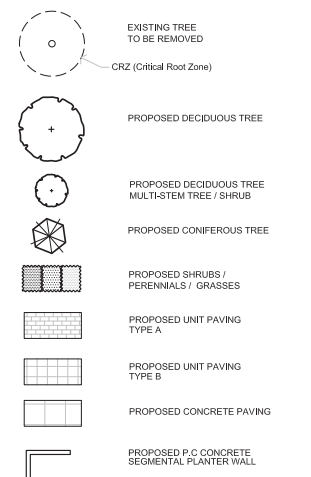 EXISTING TREE
TO BE REMOVED
CRZ (Critical Root Zone)
PROPOSED DECIDUOUS TREE
PROPOSED DECIDUOUS TREE
MULTI-STEM TREE / SHRUB
PROPOSED CONIFEROUS TREE
PROPOSED SHRUBS /
PERENNIALS / GRASSES
PROPOSED UNIT PAVING
TYPE A
PROPOSED UNIT PAVING
TYPE B
PROPOSED CONCRETE PAVING
PROPOSED P.C CONCRETE
SEGMENTAL PLANTER WALL